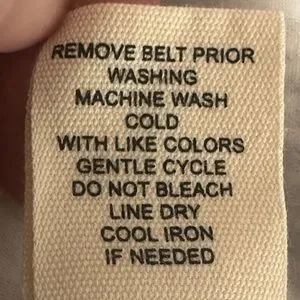 REMOVE BELT PRIOR
WASHING
MACHINE WASH
COLD
WITH LIKE COLORS
GENTLE CYCLE
DO NOT BLEACH
LINE DRY
COOL IRON
IF NEEDED